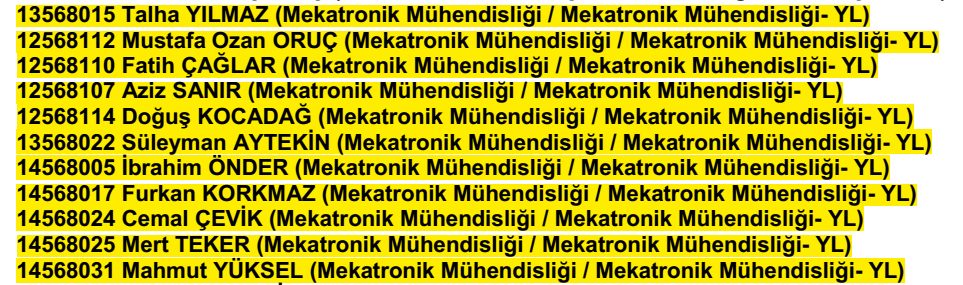 13568015 Talha YILMAZ (Mekatronik Mühendisliği / Mekatronik Mühendisliği- YL)
12568112 Mustafa Ozan ORUÇ (Mekatronik Mühendisliği / Mekatronik Mühendisliği- YL)
12568110 Fatih ÇAĞLAR (Mekatronik Mühendisliği / Mekatronik Mühendisliği- YL)
12568107 Aziz SANIR (Mekatronik Mühendisliği / Mekatronik Mühendisliği- YL)
12568114 Doğuş KOCADAĞ (Mekatronik Mühendisliği / Mekatronik Mühendisliği- YL)
13568022 Süleyman AYTEKİN (Mekatronik Mühendisliği / Mekatronik Mühendisliği- YL)
14568005 İbrahim ÖNDER (Mekatronik Mühendisliği / Mekatronik Mühendisliği- YL)
14568017 Furkan KORKMAZ (Mekatronik Mühendisliği / Mekatronik Mühendisliği- YL)
14568024 Cemal ÇEVİK (Mekatronik Mühendisliği / Mekatronik Mühendisliği- YL)
14568025 Mert TEKER (Mekatronik Mühendisliği / Mekatronik Mühendisliği- YL)
14568031 Mahmut YÜKSEL (Mekatronik Mühendisliği / Mekatronik Mühendisliği- YL)